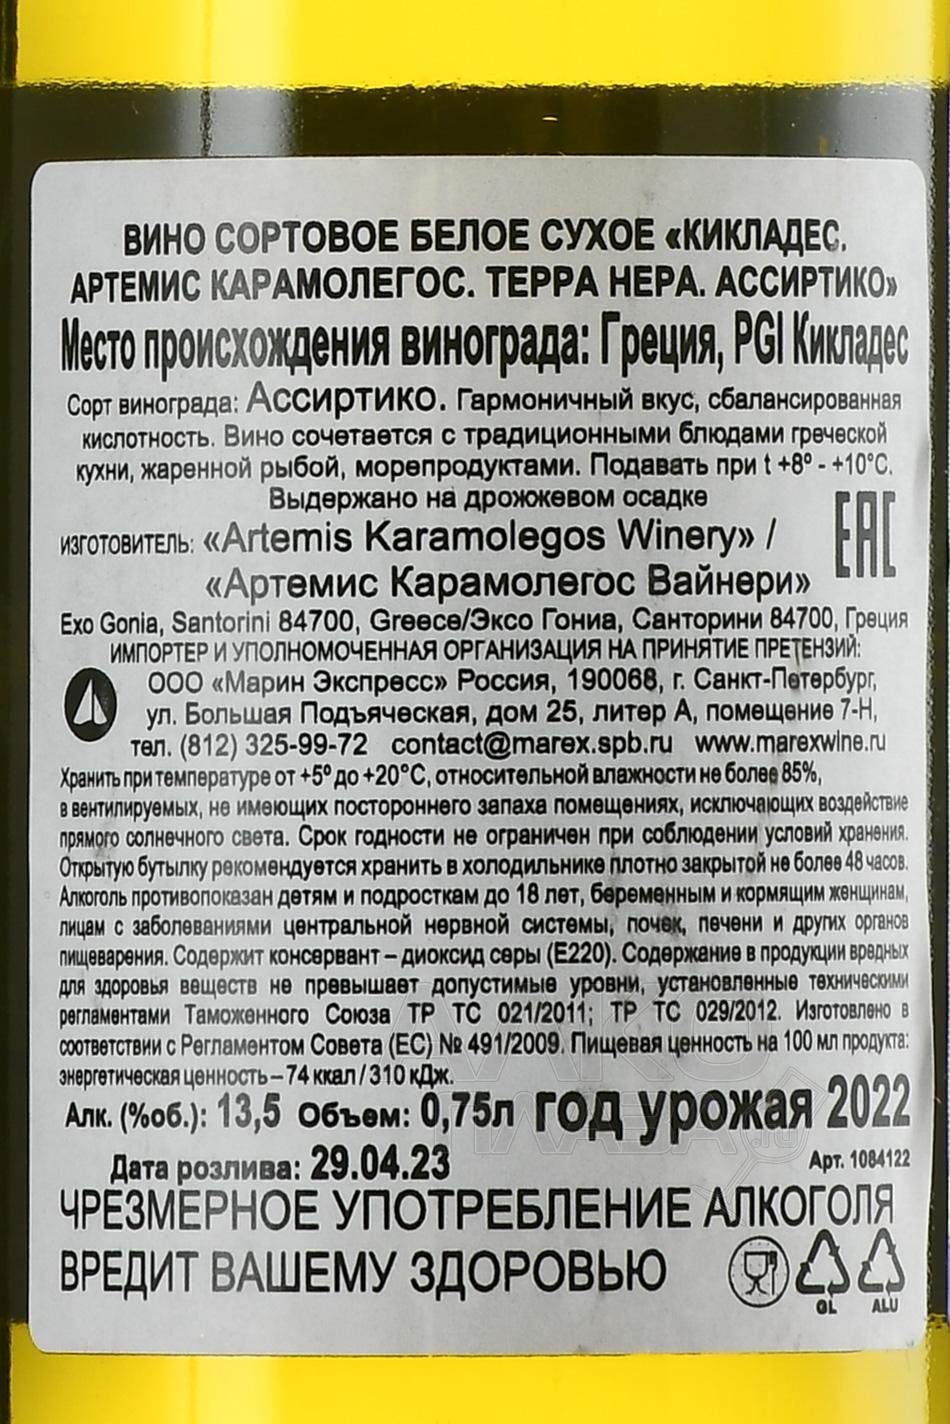 ВИНО СОРТОВОЕ БЕЛОЕ СУХОЕ «КИКЛАДЕС.
АРТЕМИС КАРАМОЛЕГОС. ТЕРРА НЕРА. АССИРТИКО»
Место происхождения винограда: Греция, PGI Кикладес
Сорт винограда: Ассиртико. Гармоничный вкус, сбалансированная
кислотность. Вино сочетается с традиционными блюдами греческой
кухни, жаренной рыбой, морепродуктами. Подавать при t +8° - +10°С.
Выдержано на дрожжевом осадке
EAC
ИЗГОТОВИТЕЛЬ: «Artemis Karamolegos Winery» /
«Артемис Карамолегос Вайнери»
Exo Gonia, Santorini 84700, Greece/Эксо Гониа, Санторини 84700, Греция
ИМПОРТЕР И УПОЛНОМОЧЕННАЯ ОРГАНИЗАЦИЯ НА ПРИНЯТИЕ ПРЕТЕНЗИЙ:
ООО «Марин Экспресс» Россия, 190068, г. Санкт-Петербург,
ул. Большая Подъяческая, дом 25, литер А, помещение 7-Н,
тел. (812) 325-99-72 contact@marex.spb.ru www.marexwine.ru
Хранить при температуре от +5° до +20°С, относительной влажности не более 85%,
в вентилируемых, не имеющих постороннего запаха помещениях, исключающих воздействие
прямого солнечного света. Срок годности не ограничен при соблюдении условий хранения.
Открытую бутылку рекомендуется хранить в холодильнике плотно закрытой не более 48 часов.
Алкоголь противопоказан детям и подросткам до 18 лет, беременным и кормящим женщинам,
лицам с заболеваниями центральной нервной системы, почек, печени и других органов
пищеварения. Содержит консервант – диоксид серы (Е220). Содержание в продукции вредных
для здоровья веществ не превышает допустимые уровни, установленные техническими
регламентами Таможенного Союза ТР ТС 021/2011; ТР ТС 029/2012. Изготовлено в
соответствии с Регламентом Совета (ЕС) № 491/2009. Пищевая ценность на 100 мл продукта:
энергетическая ценность – 74 ккал / 310 кДж.
Алк. (%об.): 13,5 Объем: 0,75л год урожая 2022
Дата розлива: 29.04.23
Арт. 1084122
ЧРЕЗМЕРНОЕ УПОТРЕБЛЕНИЕ АЛКОГОЛЯ
ВРЕДИТ ВАШЕМУ ЗДОРОВЬЮ
GL ALU